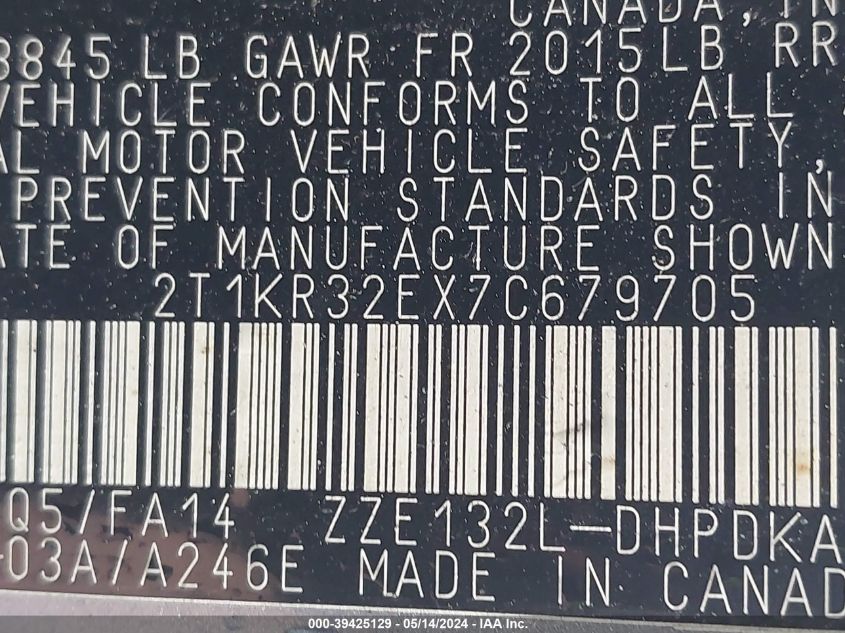 CANADA, IN
3845 LB GAWR FR 2015LB RR
VEHICLE CONFORMS TO ALL
AL MOTOR VEHICLE SAFETY,
PREVENTION STANDARDS IN
ATE OF MANUFACTURE SHOWN
2T1KR32EX7C679705
Q5/FA14 ZZE132L-DHPDKA
-03A/A246E MADE IN CANAD
000-39425129 - 05/14/2024 - IAA Inc.